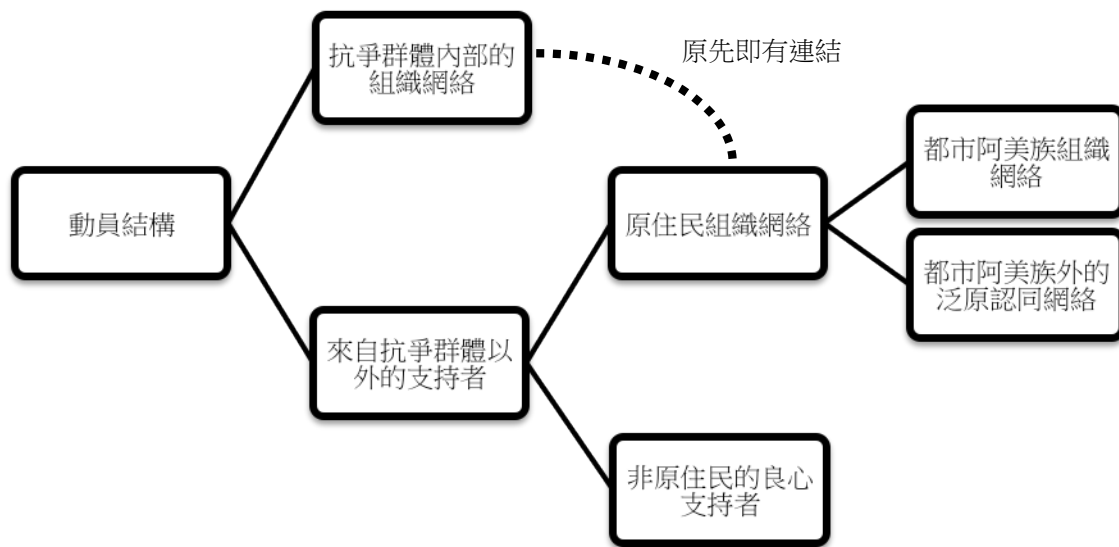 抗爭群體內部的
組織網絡
原先即有連結
動員結構
原住民組織網絡
都市阿美族組織
網絡
都市阿美族外的
泛原認同網絡
來自抗爭群體以
外的支持者
非原住民的良心
支持者